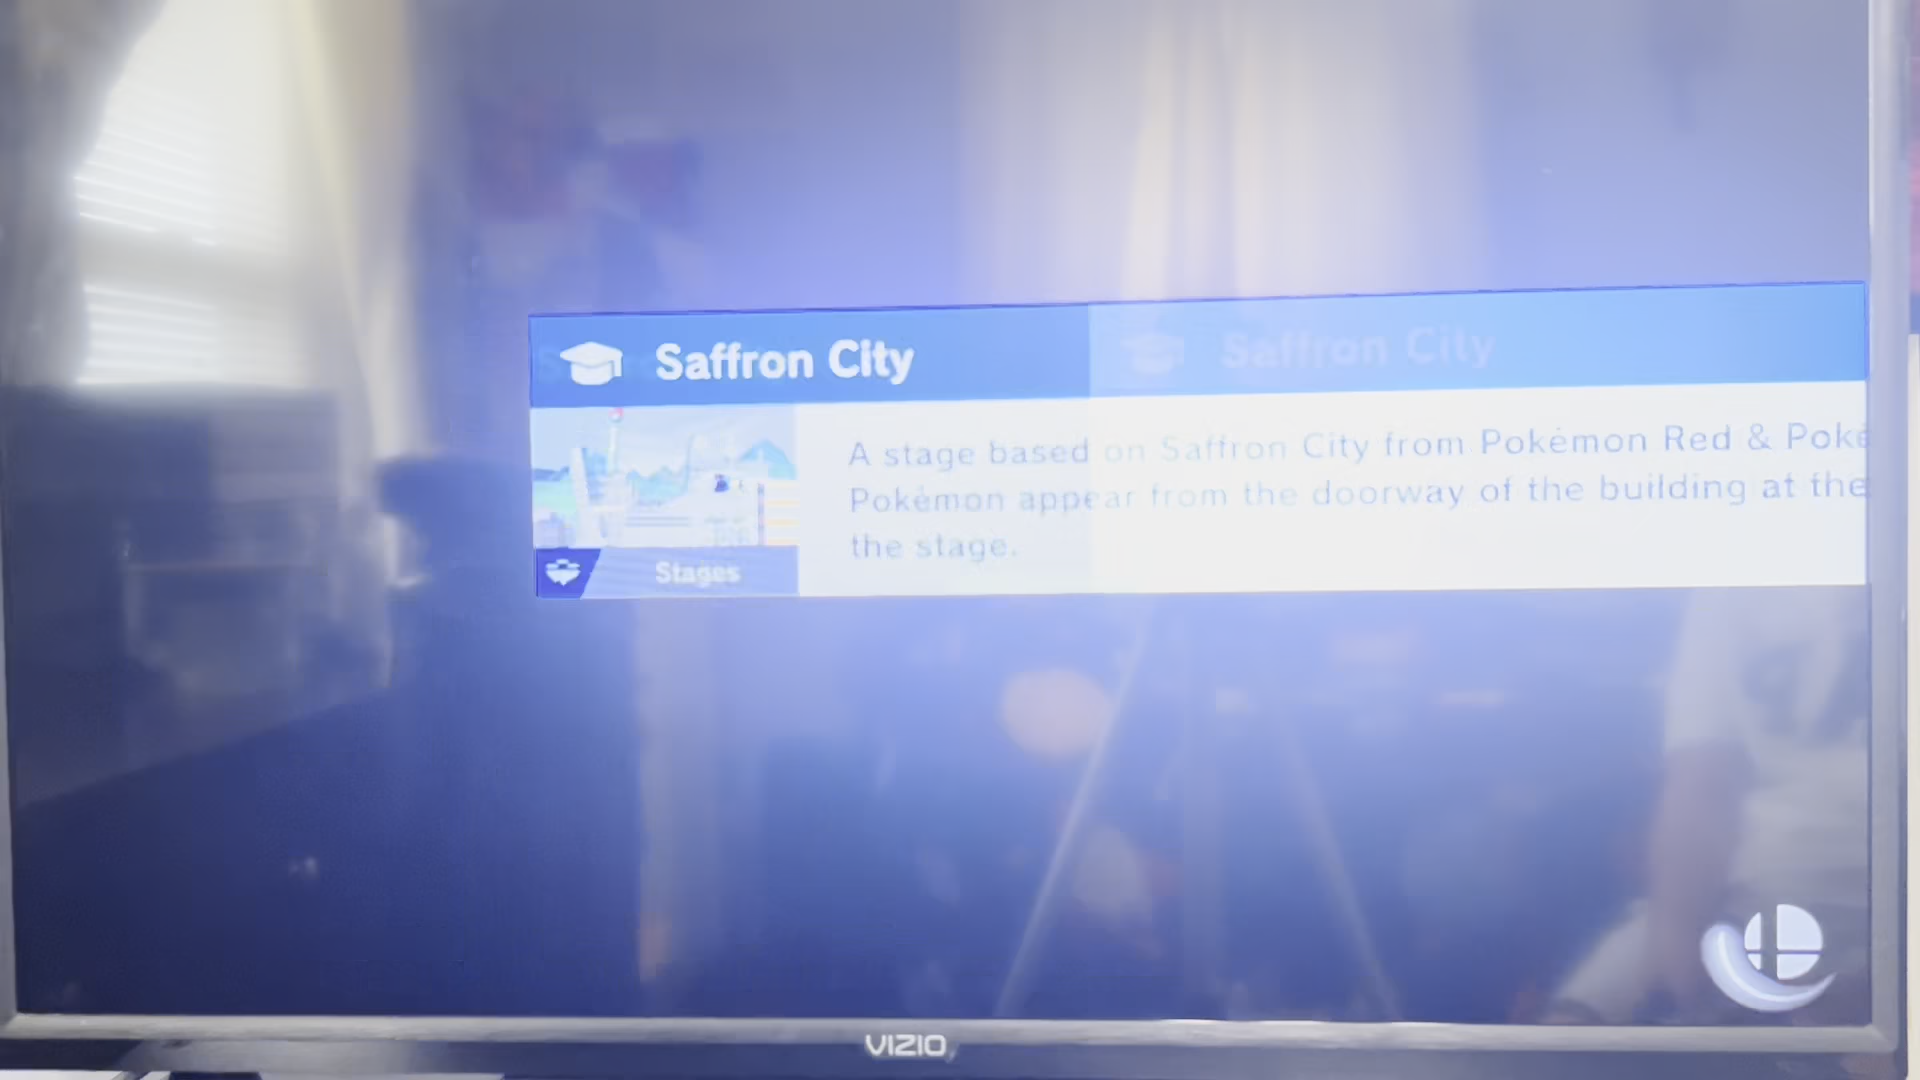 Saffron City
Saffron City
A stage based on Saffron City from Pokémon Red & Poké
Pokémon appear from the doorway of the building at the
the stage.
Stages
VIZIO